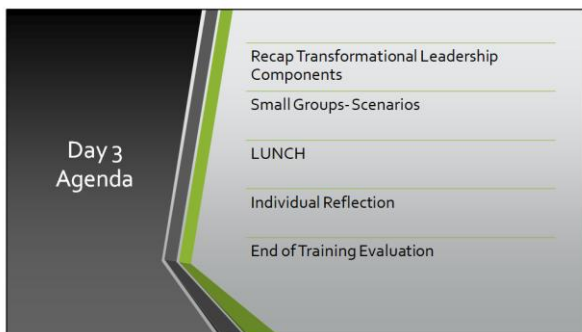 Day 3
Agenda
Recap Transformational Leadership
Components
Small Groups- Scenarios
LUNCH
Individual Reflection
End of Training Evaluation